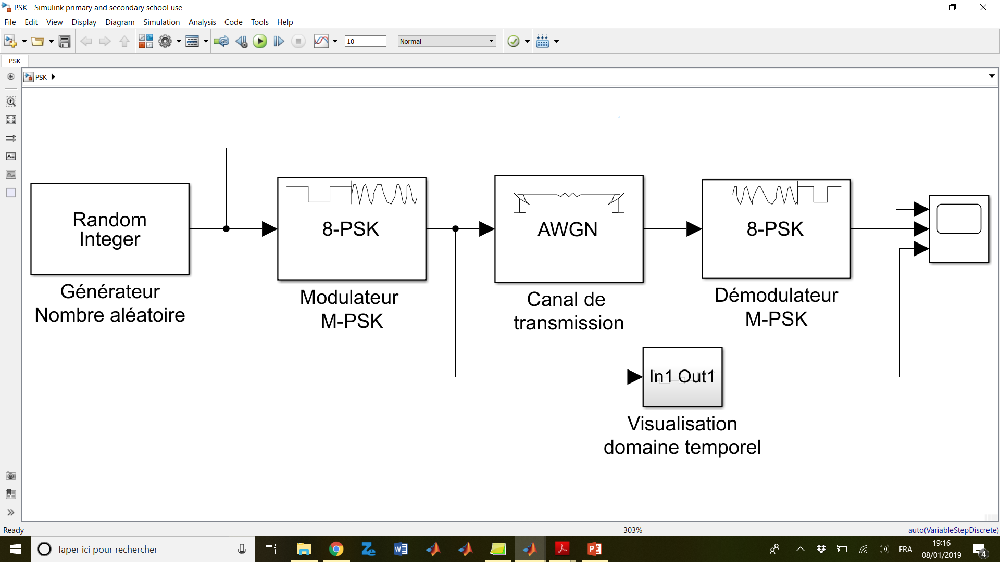 PSK - Simulink primary and secondary school use
File Edit View Display Diagram Simulation Analysis Code Tools Help
10 Normal
PSK
PSK
Random
Integer
Générateur
Nombre aléatoire
8-PSK
Modulateur
M-PSK
AWGN
Canal de
transmission
8-PSK
Démodulateur
M-PSK
In1 Out1
Visualisation
domaine temporel
Ready 303% auto(VariableStepDiscrete)
Taper ici pour rechercher
FRA
19:16
08/01/2019
4